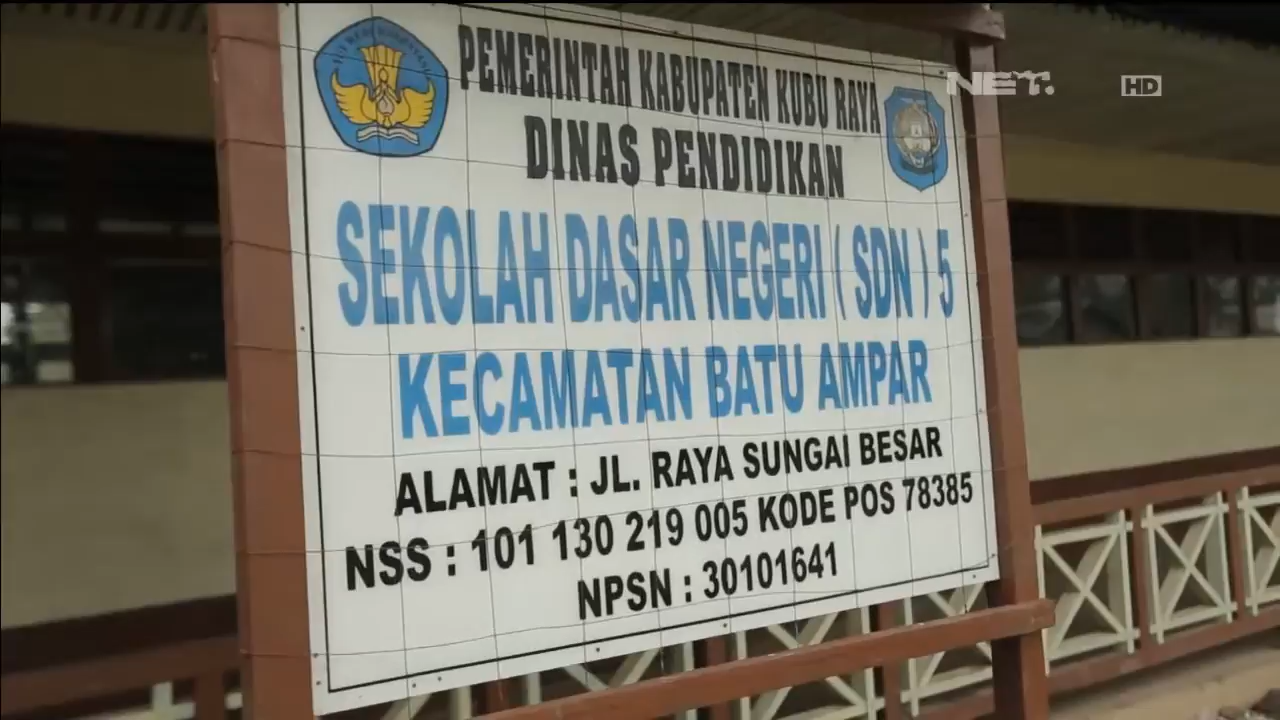 PEMERINTAH KABUPATEN KUBU RAYA
DINAS PENDIDIKAN
SEKOLAH DASAR NEGERI ( SDN ) 5
KECAMATAN BATU AMPAR
ALAMAT : JL. RAYA SUNGAI BESAR
NSS : 101 130 219 005 KODE POS 78385
NPSN : 30101641
NET.
HD